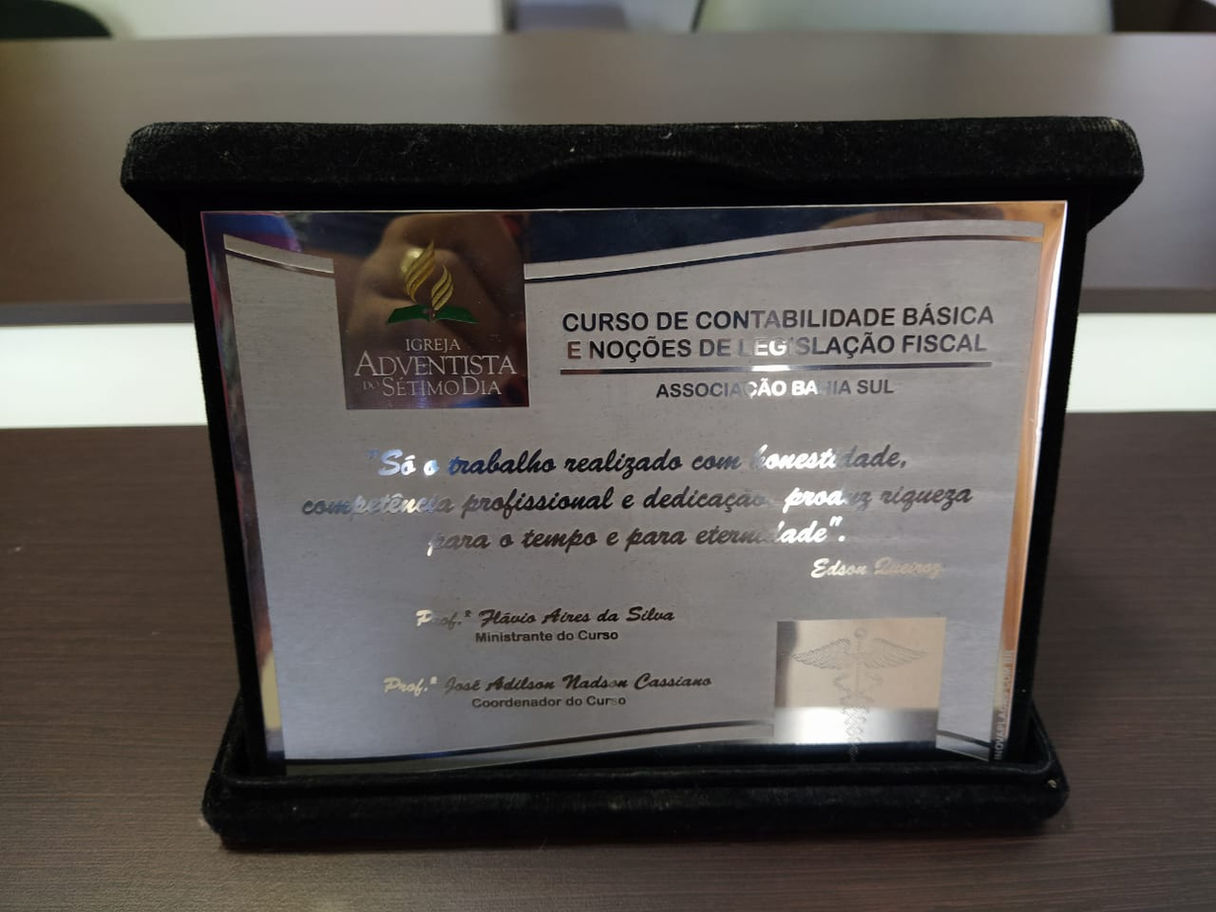 IGREJA
ADVENTISTA
DO SÉTIMO DIA
CURSO DE CONTABILIDADE BÁSICA
E NOÇÕES DE LEGISLAÇÃO FISCAL
ASSOCIAÇÃO BAHIA SUL
"Só o trabalho realizado com honestidade,
competência profissional e dedicação produz riqueza
para o tempo e para eternidade".
Edson Queiroz
Prof.º Flávio Aires da Silva
Ministrante do Curso
Prof.º José Adilson Nadson Cassiano
Coordenador do Curso